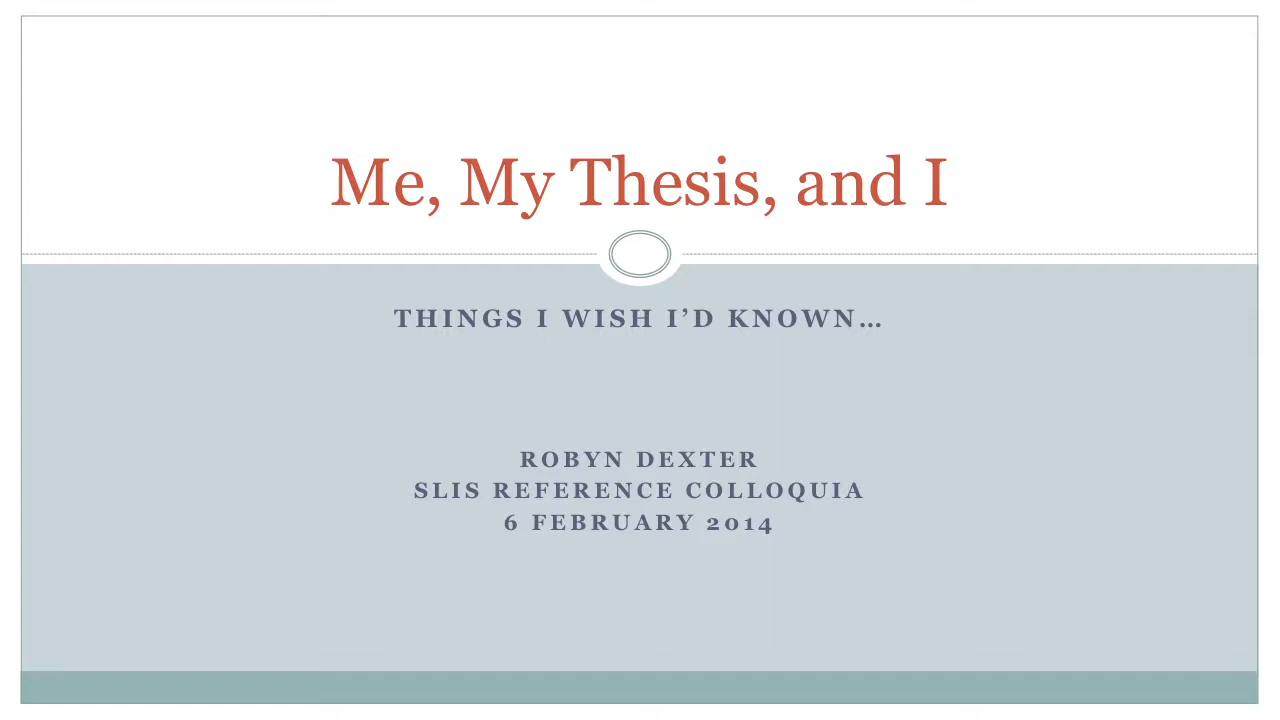 Me, My Thesis, and I
THINGS I WISH I’D KNOWN…
ROBYN DEXTER
SLIS REFERENCE COLLOQUIA
6 FEBRUARY 2014